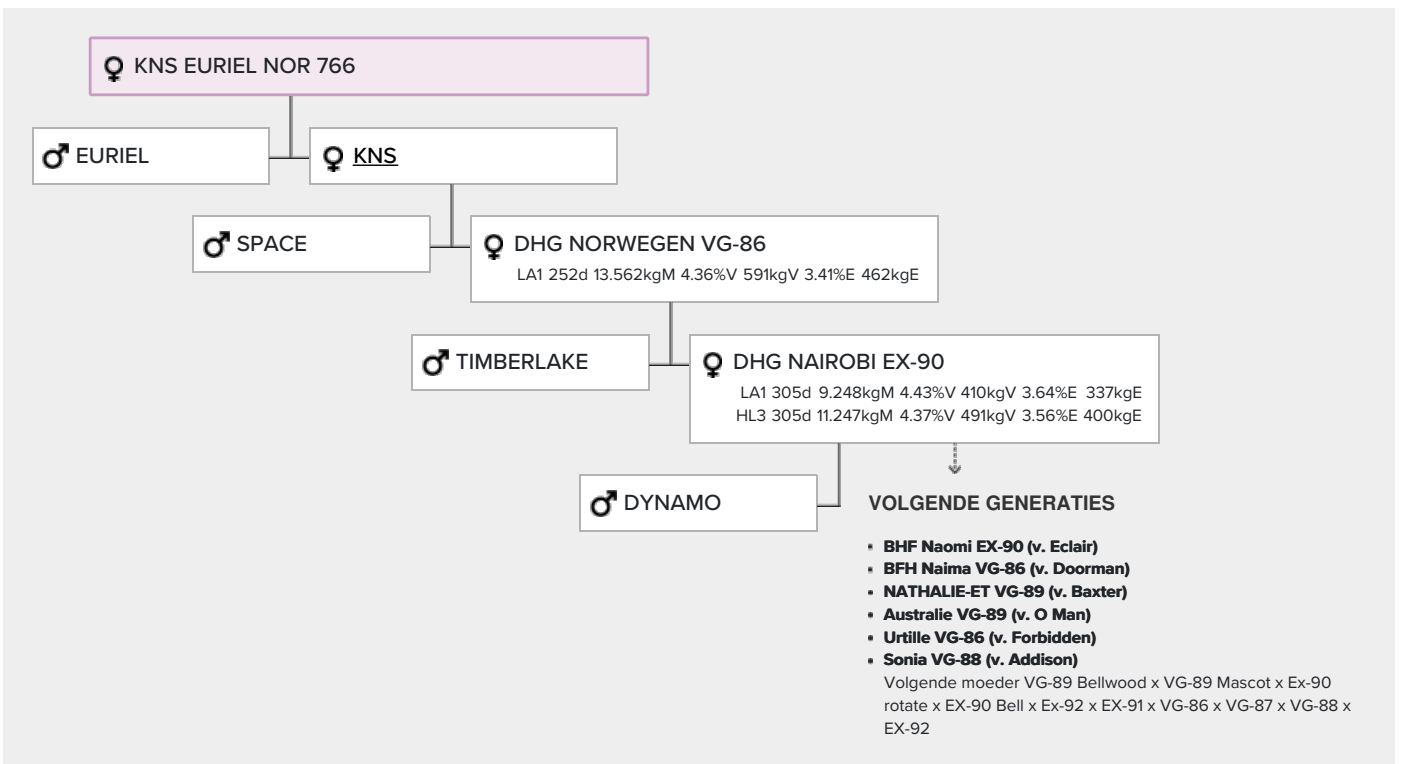 KNS EURIEL NOR 766
EURIEL
KNS
SPACE
DHG NORWEGEN VG-86
LA1 252d 13.562kgM 4.36%V 591kgV 3.41%E 462kgE
TIMBERLAKE
DHG NAIROBI EX-90
LA1 305d 9.248kgM 4.43%V 410kgV 3.64%E 337kgE
HL3 305d 11.247kgM 4.37%V 491kgV 3.56%E 400kgE
DYNAMO
VOLGENDE GENERATIES
BHF Naomi EX-90 (v. Eclair)
BFH Naima VG-86 (v. Doorman)
NATHALIE-ET VG-89 (v. Baxter)
Australie VG-89 (v. O Man)
Urtille VG-86 (v. Forbidden)
Sonia VG-88 (v. Addison)
Volgende moeder VG-89 Bellwood x VG-89 Mascot x Ex-90
rotate x EX-90 Bell x Ex-92 x EX-91 x VG-86 x VG-87 x VG-88 x
EX-92